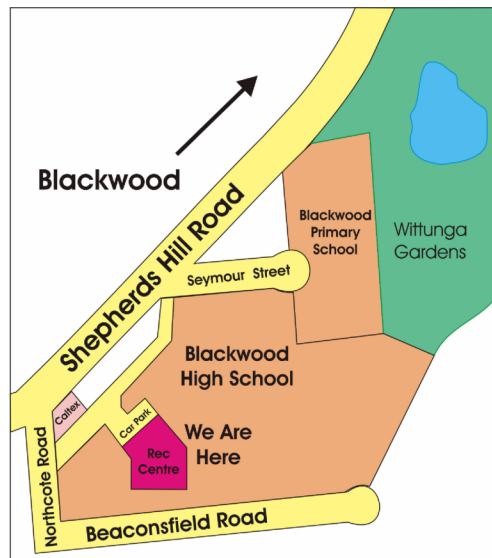 Blackwood
Shepherds Hill Road
Blackwood
Primary
School
Wittunga
Gardens
Seymour Street
Blackwood
High School
Caltex
Car Park
We Are
Here
Rec
Centre
Northcote Road
Beaconsfield Road